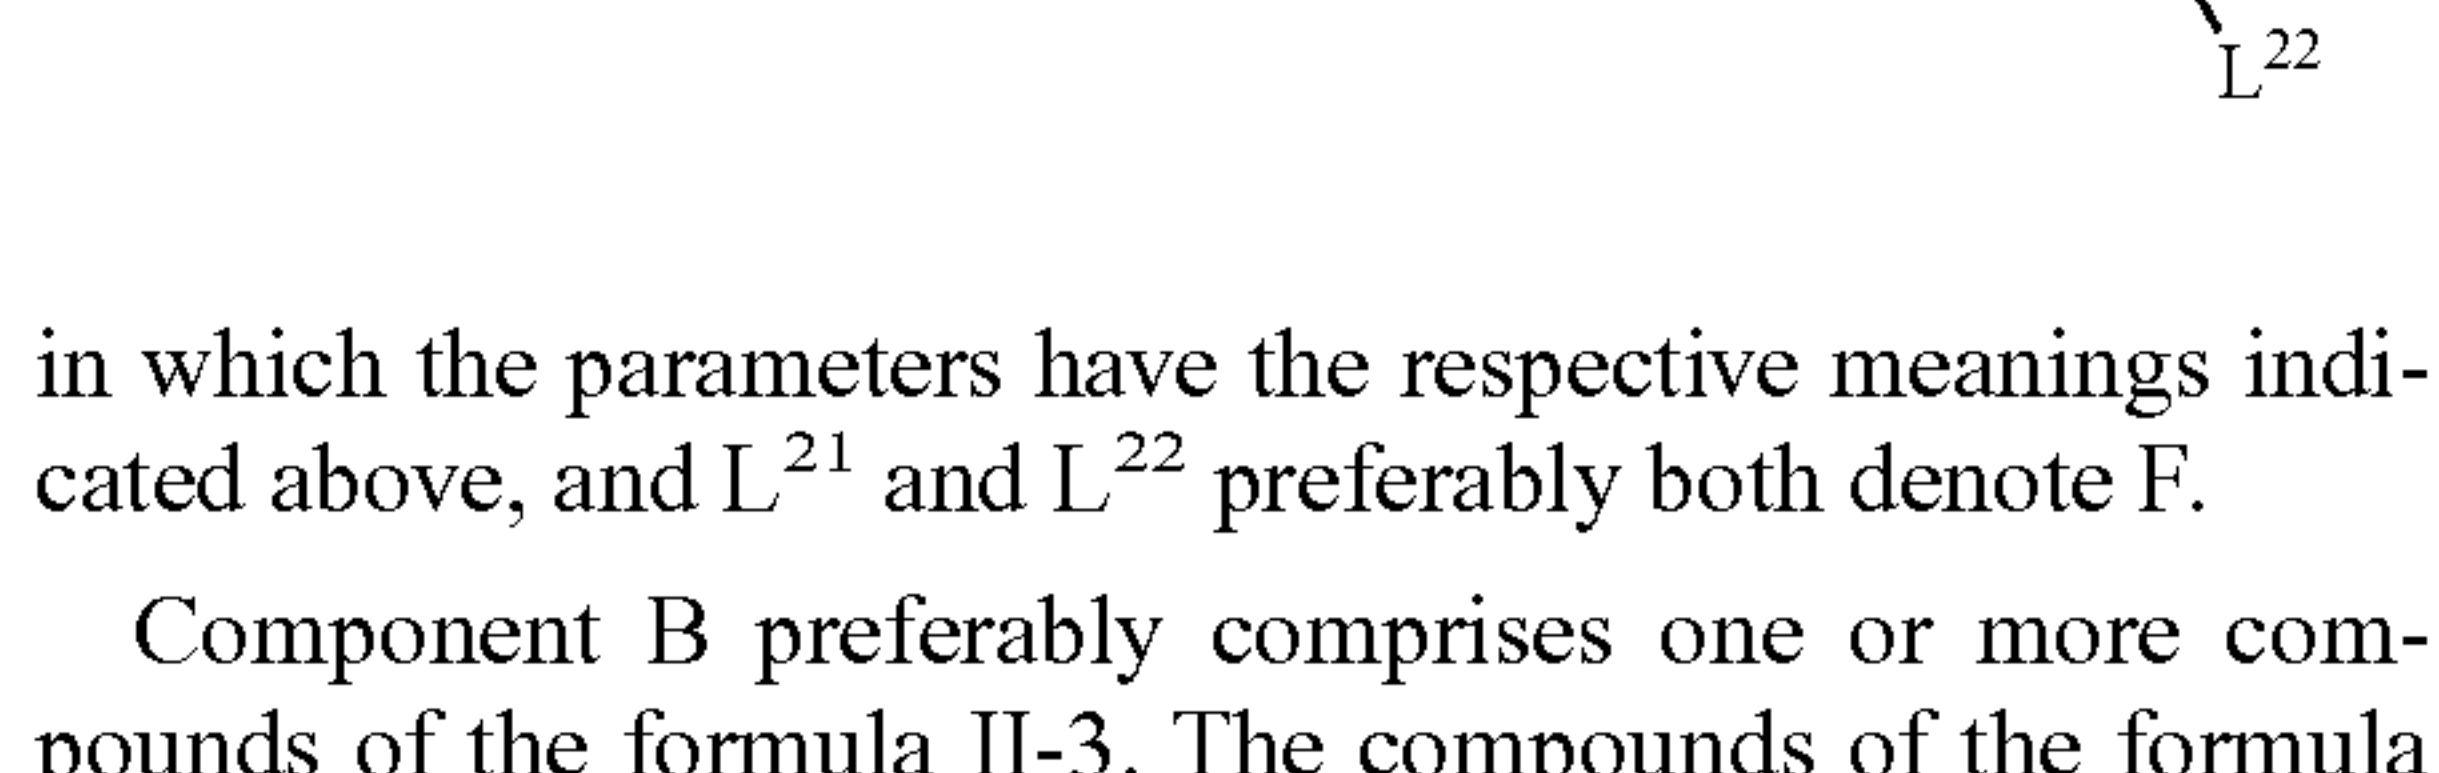 L²²
in which the parameters have the respective meanings indi-
cated above, and L²¹ and L²² preferably both denote F.
Component B preferably comprises one or more com-
pounds of the formula II-3. The compounds of the formula